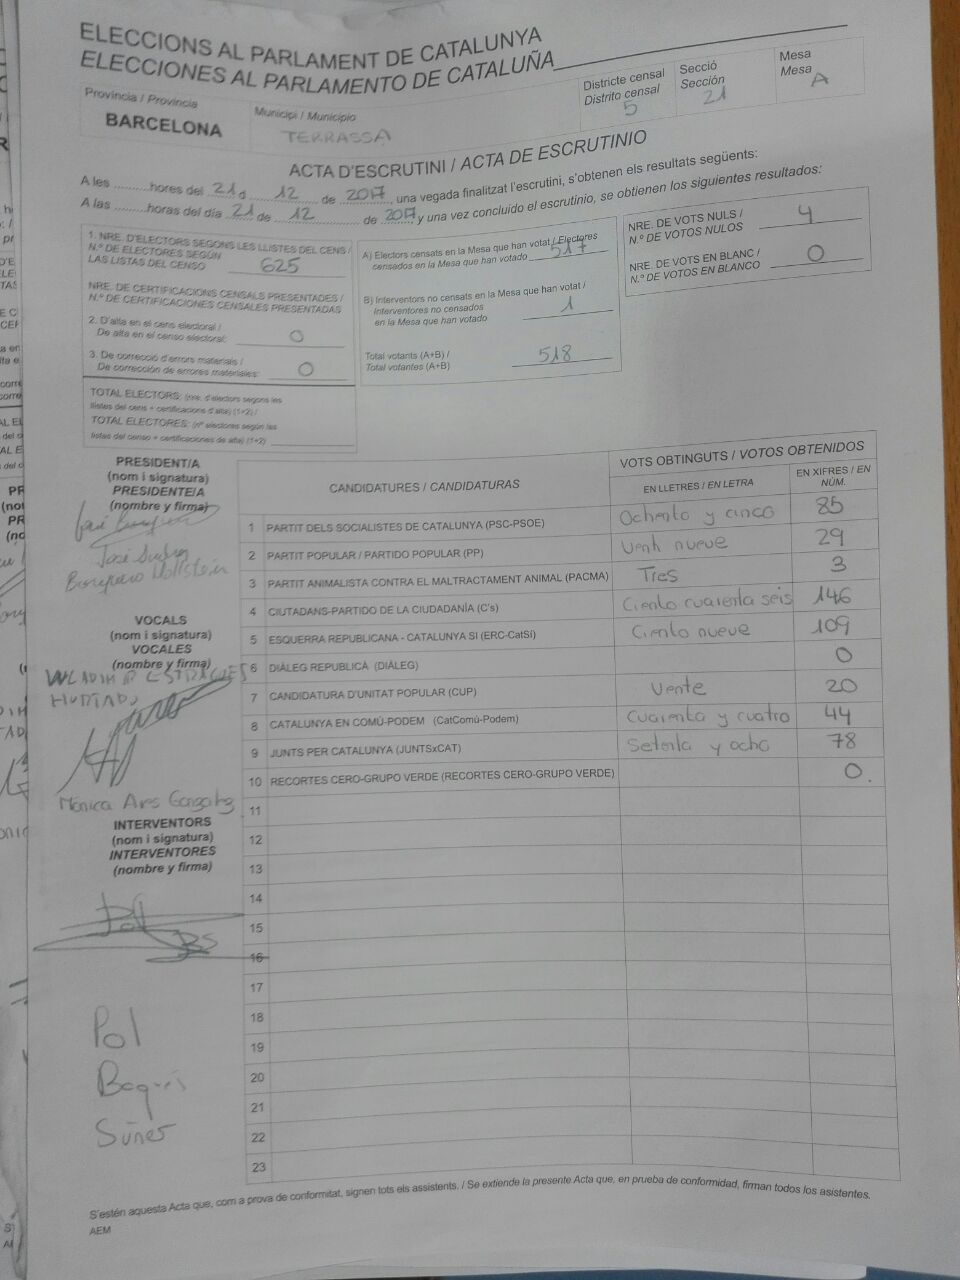 ELECCIONS AL PARLAMENT DE CATALUNYA
ELECCIONES AL PARLAMENTO DE CATALUÑA
Província / Provincia
BARCELONA
Municipi / Municipio
TERRASSA
Districte censal
Distrito censal
5
Secció
Sección
21
Mesa
Mesa
A
ACTA D'ESCRUTINI / ACTA DE ESCRUTINIO
A les ..........hores del 21 d 12 de 2017, una vegada finalitzat l'escrutini, s'obtenen els resultats següents:
A las ..........horas del día 21 de 12 de 2017 y una vez concluido el escrutinio, se obtienen los siguientes resultados:
1. NRE. D'ELECTORS SEGONS LES LLISTES DEL CENS /
N.º DE ELECTORES SEGÚN
LAS LISTAS DEL CENSO 625
NRE. DE CERTIFICACIONS CENSALS PRESENTADES /
N.º DE CERTIFICACIONES CENSALES PRESENTADAS
2. D'alta en el cens electoral /
De alta en el censo electoral: 0
3. De correcció d'errors materials /
De corrección de errores materiales: 0
TOTAL ELECTORS: (nre. d'electors segons les
llistes del cens + certificacions d'alta) (1+2) /
TOTAL ELECTORES: (nº electores según las
listas del censo + certificaciones de alta) (1+2)
A) Electors censats en la Mesa que han votat / Electores
censados en la Mesa que han votado 517
B) Interventors no censats en la Mesa que han votat /
Interventores no censados
en la Mesa que han votado 1
Total votants (A+B) /
Total votantes (A+B) 518
NRE. DE VOTS NULS /
N.º DE VOTOS NULOS 4
NRE. DE VOTS EN BLANC /
N.º DE VOTOS EN BLANCO 0
PRESIDENT/A
(nom i signatura)
PRESIDENTE/A
(nombre y firma)
José
VOCALS
(nom i signatura)
VOCALES
(nombre y firma)
HURTADO
Mónica
INTERVENTORS
(nom i signatura)
INTERVENTORES
(nombre y firma)
Pol
Suñer
CANDIDATURES / CANDIDATURAS
VOTS OBTINGUTS / VOTOS OBTENIDOS
EN LLETRES / EN LETRA
EN XIFRES / EN NÚM.
1 PARTIT DELS SOCIALISTES DE CATALUNYA (PSC-PSOE) Ochenta y cinco 85
2 PARTIT POPULAR / PARTIDO POPULAR (PP) nueve 29
3 PARTIT ANIMALISTA CONTRA EL MALTRACTAMENT ANIMAL (PACMA) Tres 3
4 CIUTADANS-PARTIDO DE LA CIUDADANÍA (C's) Ciento cuarenta seis 146
5 ESQUERRA REPUBLICANA - CATALUNYA SI (ERC-CatSí) Ciento nueve 109
6 DIÀLEG REPUBLICÀ (DIÀLEG) 0
7 CANDIDATURA D'UNITAT POPULAR (CUP) Vente 20
8 CATALUNYA EN COMÚ-PODEM (CatComú-Podem) Cuarenta y cuatro 44
9 JUNTS PER CATALUNYA (JUNTSxCAT) Setenta y ocho 78
10 RECORTES CERO-GRUPO VERDE (RECORTES CERO-GRUPO VERDE) 0.
11
12
13
14
15
16
17
18
19
20
21
22
23
S'estén aquesta Acta que, com a prova de conformitat, signen tots els assistents. / Se extiende la presente Acta que, en prueba de conformidad, firman todos los asistentes.
AEM